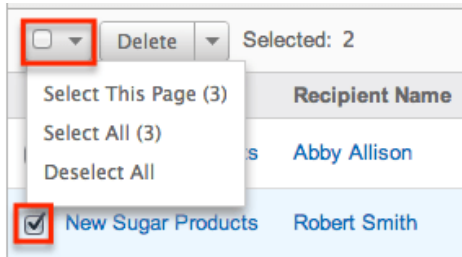 Delete Selected: 2
Select This Page (3)
Recipient Name
Select All (3)
s Abby Allison
Deselect All
New Sugar Products Robert Smith